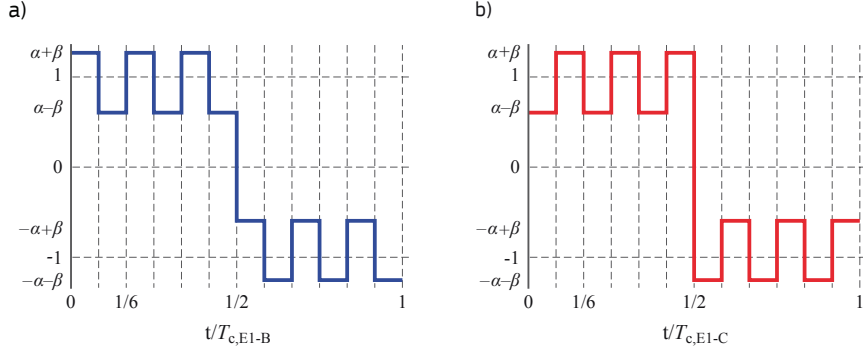 a)
α+β
1
α–β
0
–α+β
-1
–α–β
0 1/6 1/2 1
t/Tc,E1-B
b)
α+β
1
α–β
0
–α+β
-1
–α–β
0 1/6 1/2 1
t/Tc,E1-C